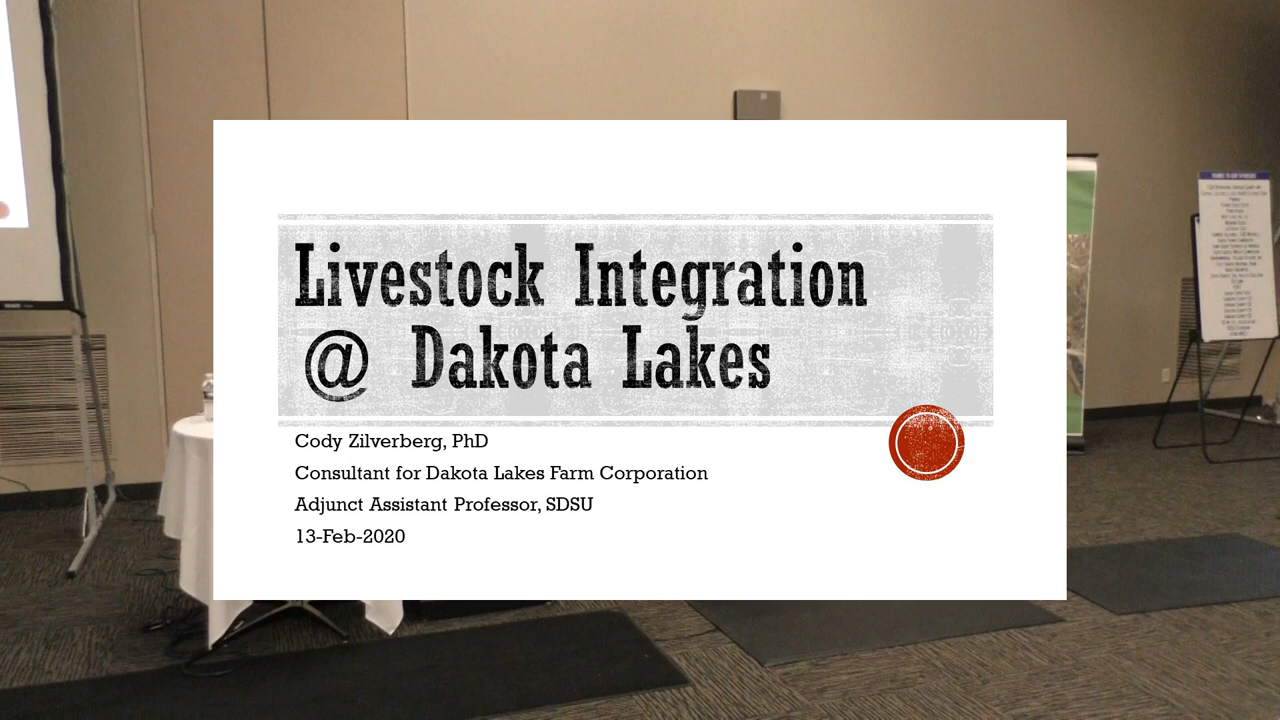 Livestock Integration
@ Dakota Lakes
Cody Zilverberg, PhD
Consultant for Dakota Lakes Farm Corporation
Adjunct Assistant Professor, SDSU
13-Feb-2020